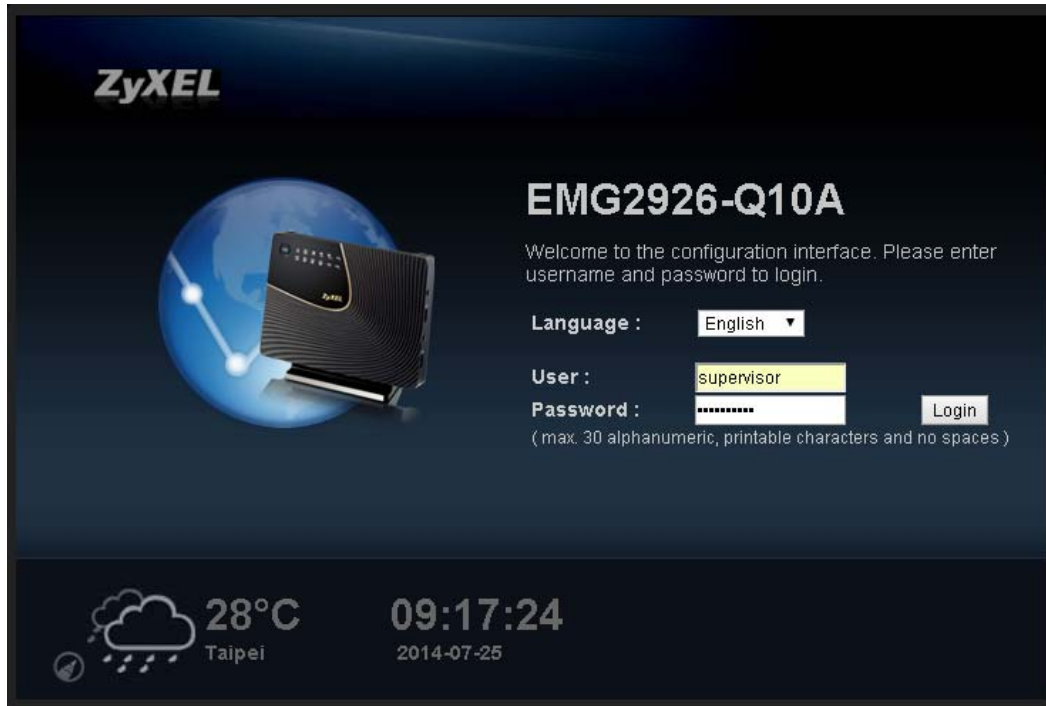 ZyXEL
EMG2926-Q10A
Welcome to the configuration interface. Please enter
username and password to login.
Language :
English
User :
supervisor
Password :
••••••••••
Login
( max. 30 alphanumeric, printable characters and no spaces )
ZyXEL
28°C
Taipei
09:17:24
2014-07-25